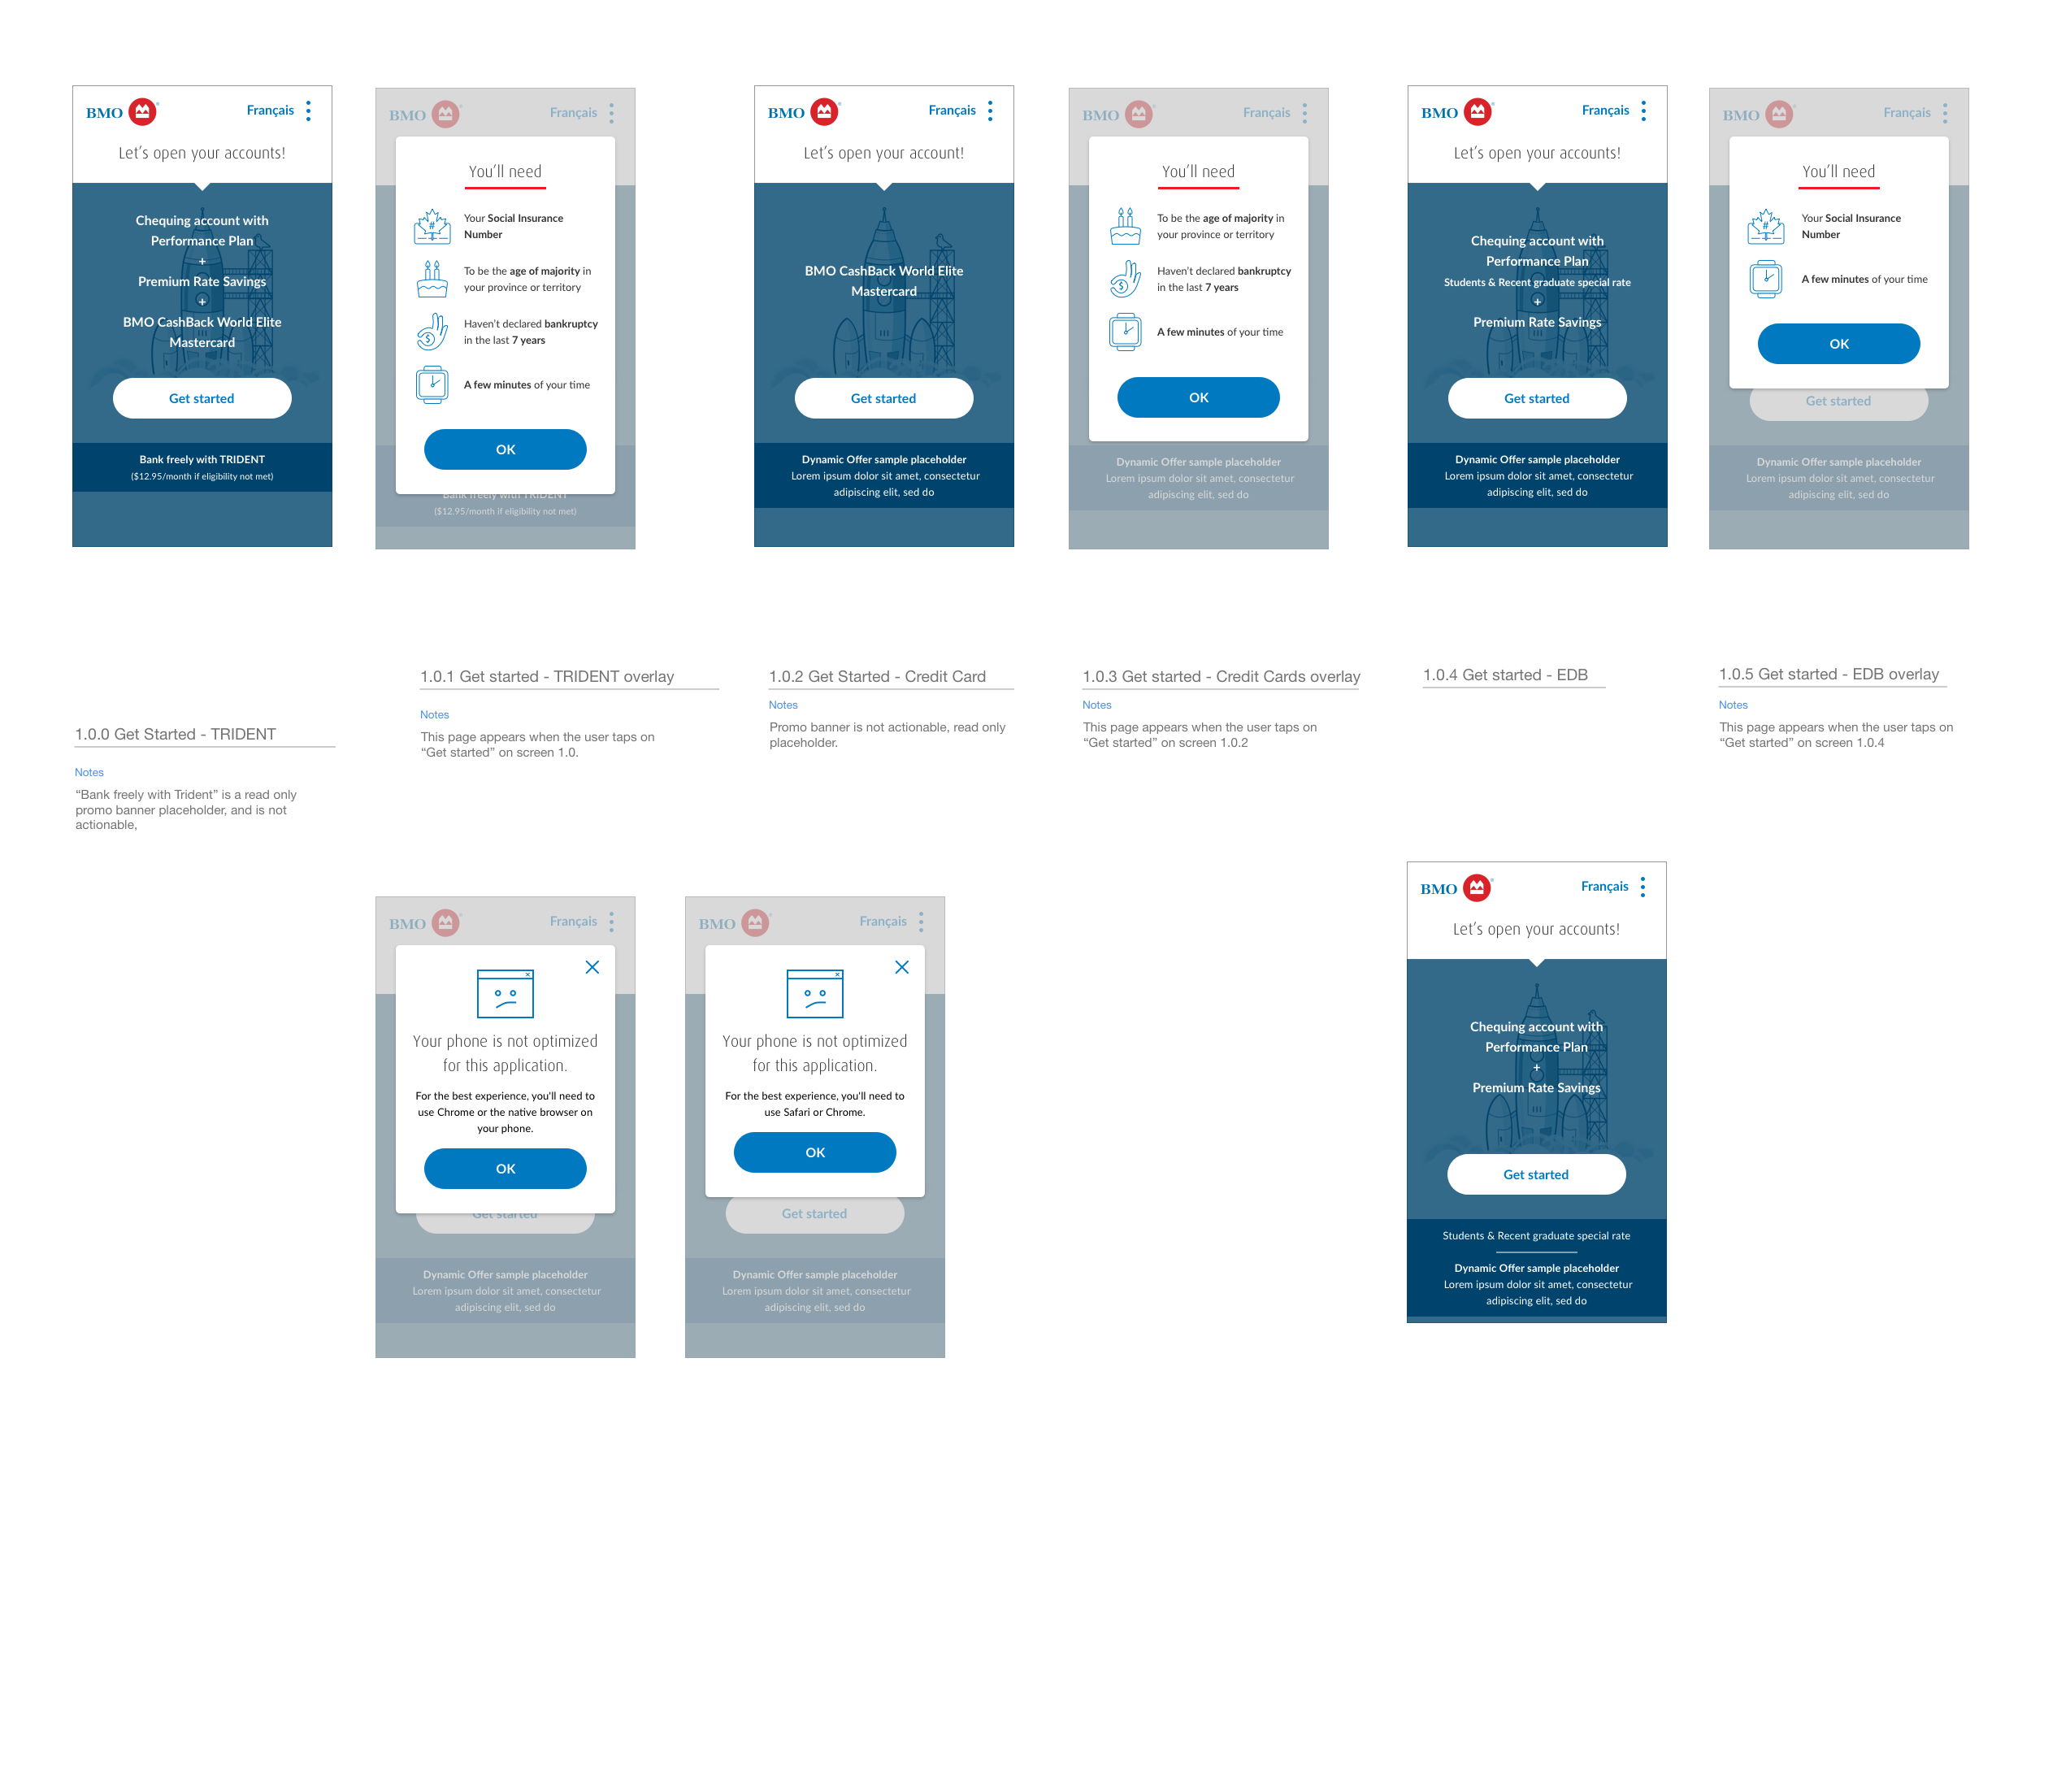 BMO
Français
Let's open your accounts!
Chequing account with
Performance Plan
+
Premium Rate Savings
+
BMO CashBack World Elite
Mastercard
Get started
Bank freely with TRIDENT
($12.95/month if eligibility not met)
BMO
Français
You'll need
Your Social Insurance
Number
#
To be the age of majority in
your province or territory
Haven't declared bankruptcy
in the last 7 years
$
A few minutes of your time
OK
Bank freely with TRIDENT
($12.95/month if eligibility not met)
BMO
Français
Let's open your account!
BMO CashBack World Elite
Mastercard
Get started
Dynamic Offer sample placeholder
Lorem ipsum dolor sit amet, consectetur
adipiscing elit, sed do
BMO
Français
You'll need
To be the age of majority in
your province or territory
Haven't declared bankruptcy
in the last 7 years
$
A few minutes of your time
OK
Dynamic Offer sample placeholder
Lorem ipsum dolor sit amet, consectetur
adipiscing elit, sed do
BMO
Français
Let's open your accounts!
Chequing account with
Performance Plan
Students & Recent graduate special rate
+
Premium Rate Savings
Get started
Dynamic Offer sample placeholder
Lorem ipsum dolor sit amet, consectetur
adipiscing elit, sed do
BMO
Français
You'll need
Your Social Insurance
Number
#
A few minutes of your time
OK
Get started
Dynamic Offer sample placeholder
Lorem ipsum dolor sit amet, consectetur
adipiscing elit, sed do
1.0.0 Get Started - TRIDENT
Notes
“Bank freely with Trident” is a read only
promo banner placeholder, and is not
actionable,
1.0.1 Get started - TRIDENT overlay
Notes
This page appears when the user taps on
“Get started” on screen 1.0.
1.0.2 Get Started - Credit Card
Notes
Promo banner is not actionable, read only
placeholder.
1.0.3 Get started - Credit Cards overlay
Notes
This page appears when the user taps on
“Get started” on screen 1.0.2
1.0.4 Get started - EDB
1.0.5 Get started - EDB overlay
Notes
This page appears when the user taps on
“Get started” on screen 1.0.4
BMO
Français
Your phone is not optimized
for this application.
For the best experience, you'll need to
use Chrome or the native browser on
your phone.
OK
Get started
Dynamic Offer sample placeholder
Lorem ipsum dolor sit amet, consectetur
adipiscing elit, sed do
BMO
Français
Your phone is not optimized
for this application.
For the best experience, you'll need to
use Safari or Chrome.
OK
Get started
Dynamic Offer sample placeholder
Lorem ipsum dolor sit amet, consectetur
adipiscing elit, sed do
BMO
Français
Let's open your accounts!
Chequing account with
Performance Plan
+
Premium Rate Savings
Get started
Students & Recent graduate special rate
Dynamic Offer sample placeholder
Lorem ipsum dolor sit amet, consectetur
adipiscing elit, sed do